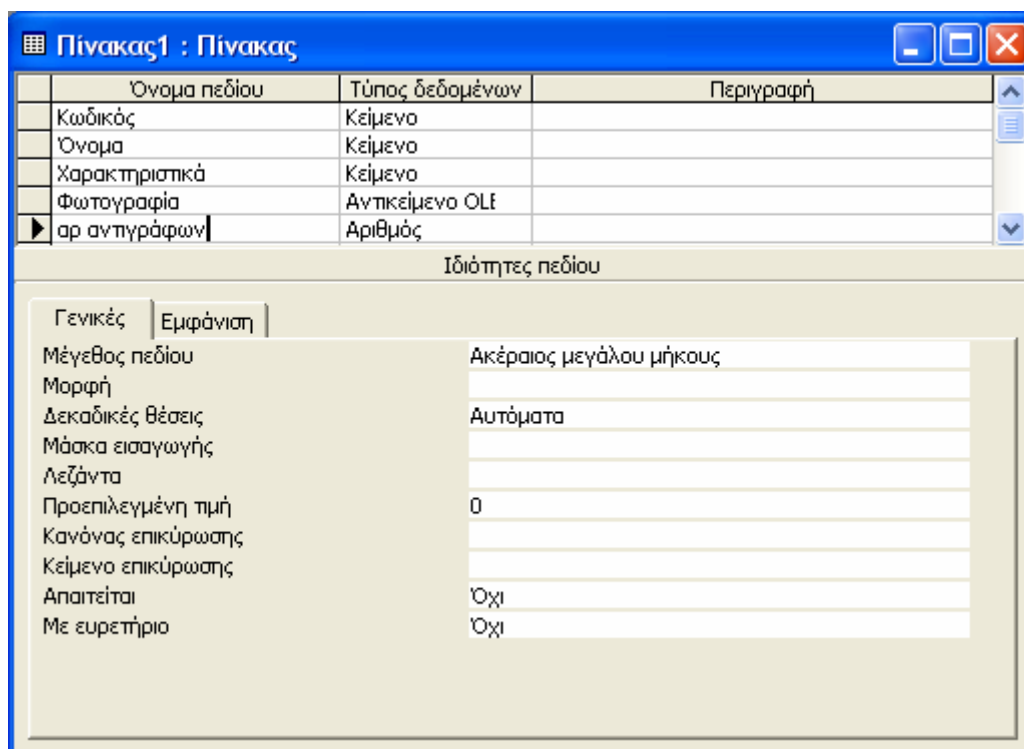 Πίνακας1 : Πίνακας
Όνομα πεδίου Τύπος δεδομένων Περιγραφή
Κωδικός Κείμενο
Όνομα Κείμενο
Χαρακτηριστικά Κείμενο
Φωτογραφία Αντικείμενο OLE
αρ αντιγράφων Αριθμός
Ιδιότητες πεδίου
Γενικές Εμφάνιση
Μέγεθος πεδίου Ακέραιος μεγάλου μήκους
Μορφή
Δεκαδικές θέσεις Αυτόματα
Μάσκα εισαγωγής
Λεζάντα
Προεπιλεγμένη τιμή 0
Κανόνας επικύρωσης
Κείμενο επικύρωσης
Απαιτείται Όχι
Με ευρετήριο Όχι